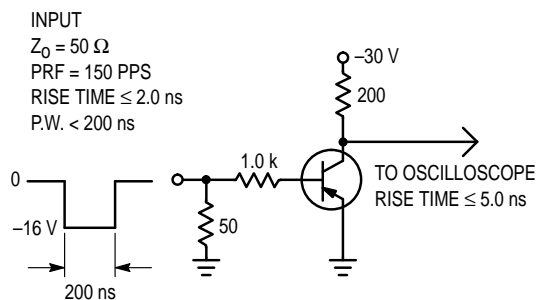 INPUT
Zo = 50 Ω
PRF = 150 PPS
RISE TIME ≤ 2.0 ns
P.W. < 200 ns
–30 V
200
1.0 k
TO OSCILLOSCOPE
RISE TIME ≤ 5.0 ns
0
50
–16 V
200 ns